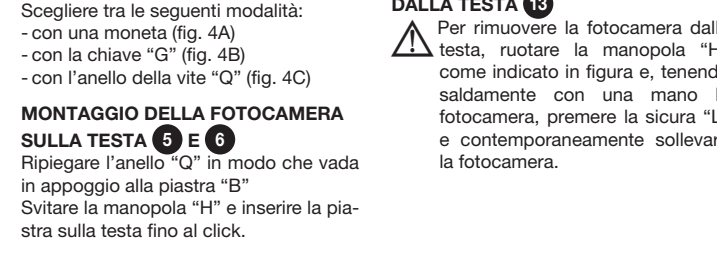 Scegliere tra le seguenti modalità:
- con una moneta (fig. 4A)
- con la chiave “G” (fig. 4B)
- con l’anello della vite “Q” (fig. 4C)
MONTAGGIO DELLA FOTOCAMERA
SULLA TESTA 5 E 6
Ripiegare l’anello “Q” in modo che vada
in appoggio alla piastra “B”
Svitare la manopola “H” e inserire la pia-
stra sulla testa fino al click.
DALLA TESTA 13
Per rimuovere la fotocamera
testa, ruotare la manopola “H
come indicato in figura e,
saldamente con una mano
fotocamera, premere la sicura “L
e contemporaneamente
la fotocamera.